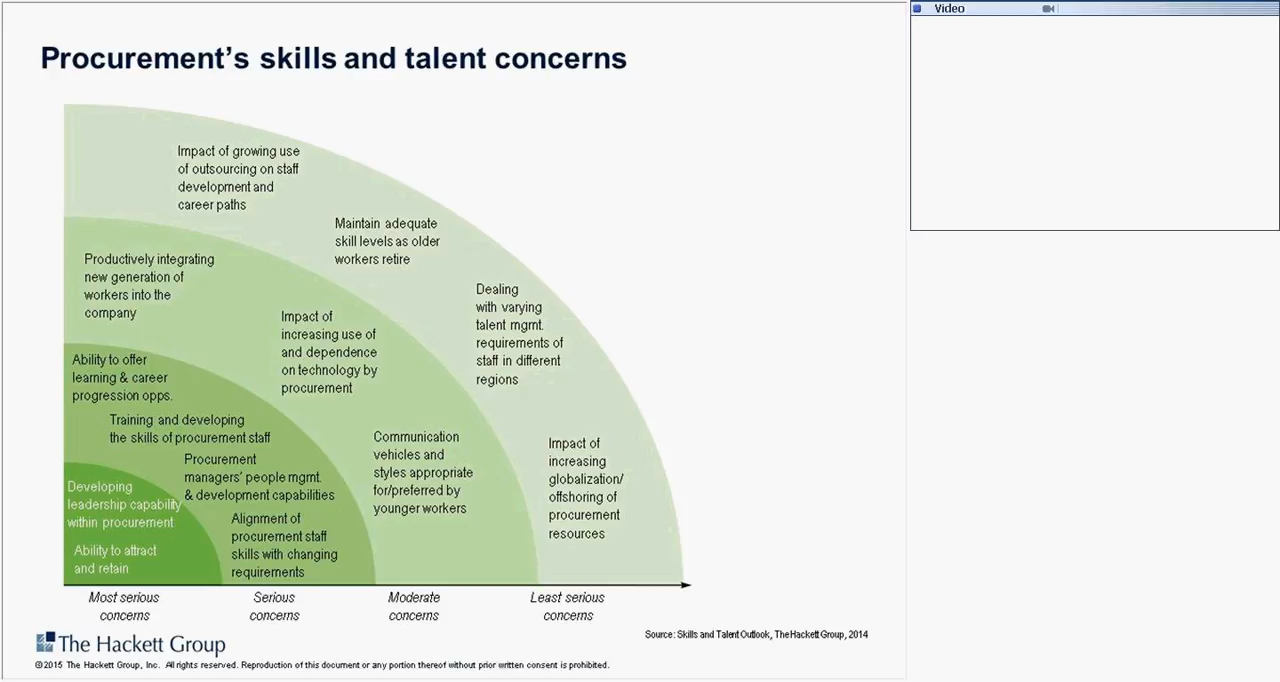 Video
Procurement's skills and talent concerns
Impact of growing use
of outsourcing on staff
development and
career paths
Maintain adequate
skill levels as older
workers retire
Dealing
with varying
talent mgmt.
requirements of
staff in different
regions
Impact of
increasing
globalization/
offshoring of
procurement
resources
Productively integrating
new generation of
workers into the
company
Impact of
increasing use of
and dependence
on technology by
procurement
Communication
vehicles and
styles appropriate
for/preferred by
younger workers
Ability to offer
learning & career
progression opps.
Training and developing
the skills of procurement staff
Procurement
managers' people mgmt.
& development capabilities
Alignment of
procurement staff
skills with changing
requirements
Developing
leadership capability
within procurement
Ability to attract
and retain
Most serious
concerns
Serious
concerns
Moderate
concerns
Least serious
concerns
The Hackett Group
Source: Skills and Talent Outlook, The Hackett Group, 2014
©2015 The Hackett Group, Inc. All rights reserved. Reproduction of this document or any portion thereof without prior written consent is prohibited.